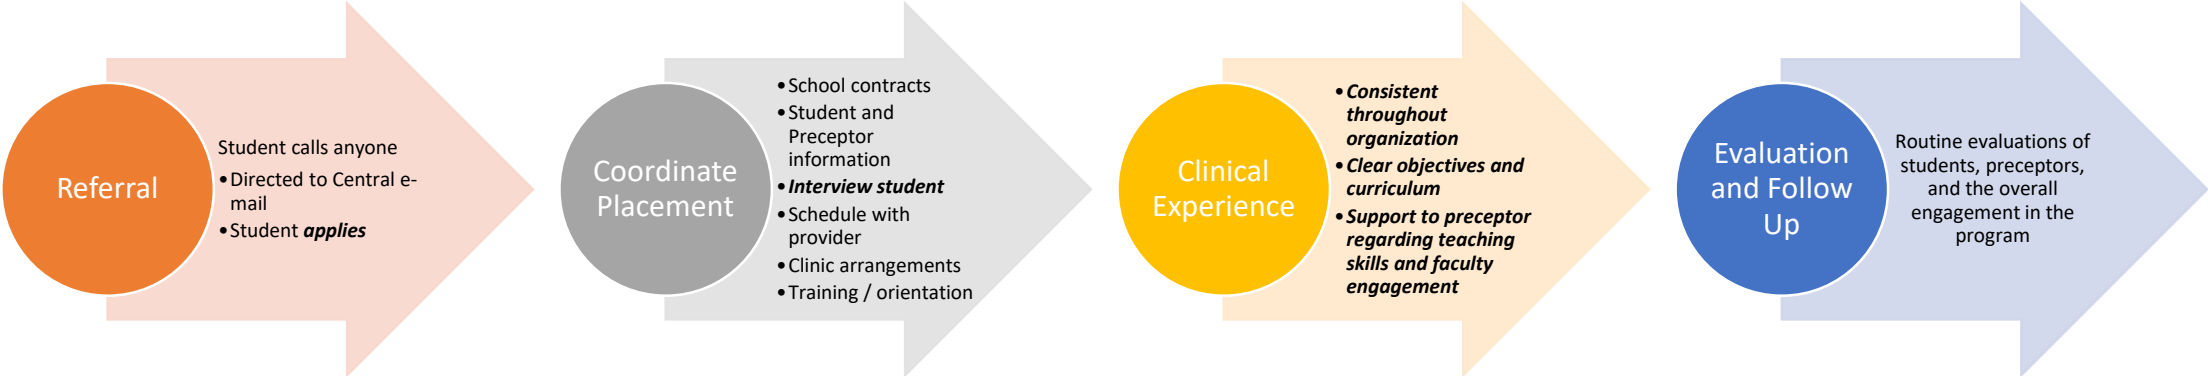 Referral
Student calls anyone
•Directed to Central e-
mail
•Student applies
Coordinate
Placement
•School contracts
•Student and
Preceptor
information
•Interview student
•Schedule with
provider
•Clinic arrangements
•Training / orientation
Clinical
Experience
•Consistent
throughout
organization
•Clear objectives and
curriculum
•Support to preceptor
regarding teaching
skills and faculty
engagement
Evaluation
and Follow
Up
Routine evaluations of
students, preceptors,
and the overall
engagement in the
program